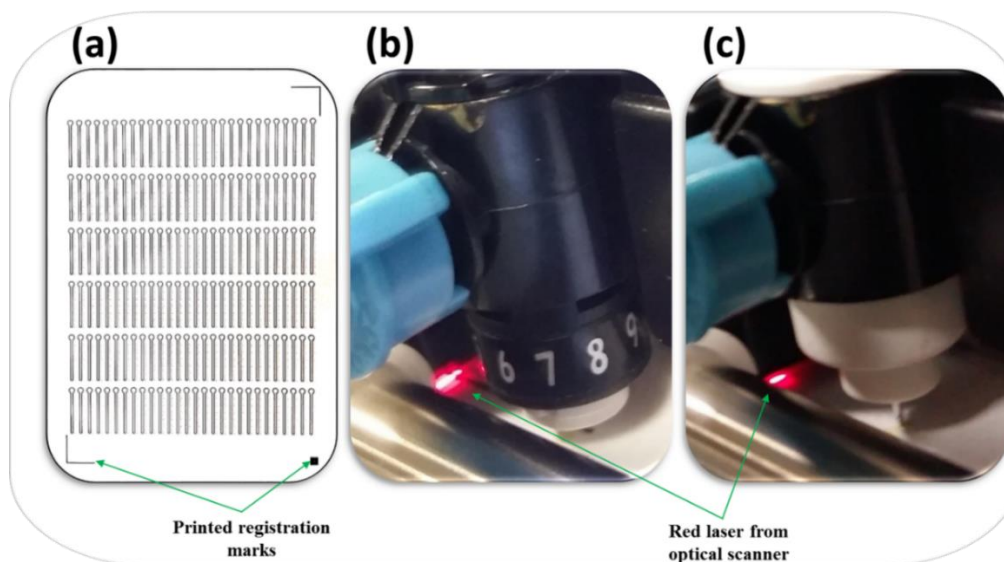 (a)
(b)
(c)
6 7 8 9
Printed registration
marks
Red laser from
optical scanner